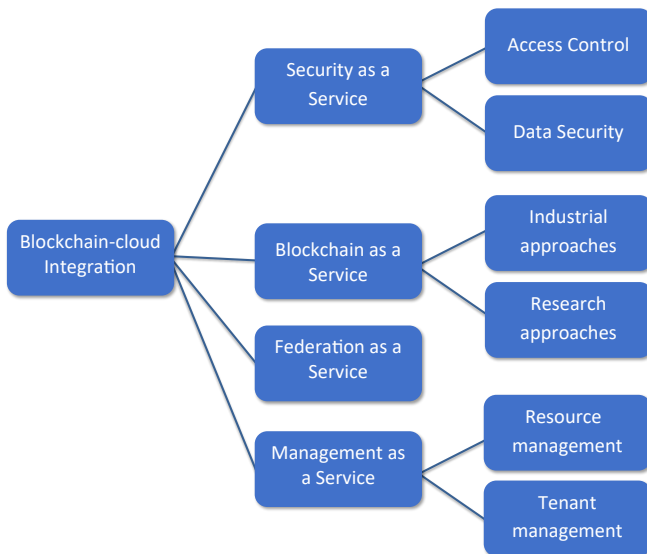 Blockchain-cloud
Integration
Security as a
Service
Access Control
Data Security
Blockchain as a
Service
Industrial
approaches
Research
approaches
Federation as a
Service
Management as
a Service
Resource
management
Tenant
management